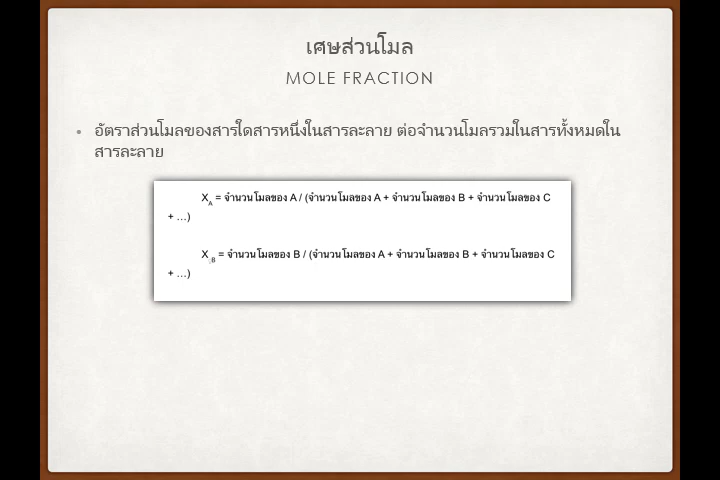 เศษส่วนโมล
MOLE FRACTION
• อัตราส่วนโมลของสารใดสารหนึ่งในสารละลาย ต่อจำนวนโมลรวมในสารทั้งหมดใน
สารละลาย
X_A = จำนวนโมลของ A / (จำนวนโมลของ A + จำนวนโมลของ B + จำนวนโมลของ C
+ ...)
X_B = จำนวนโมลของ B / (จำนวนโมลของ A + จำนวนโมลของ B + จำนวนโมลของ C
+ ...)